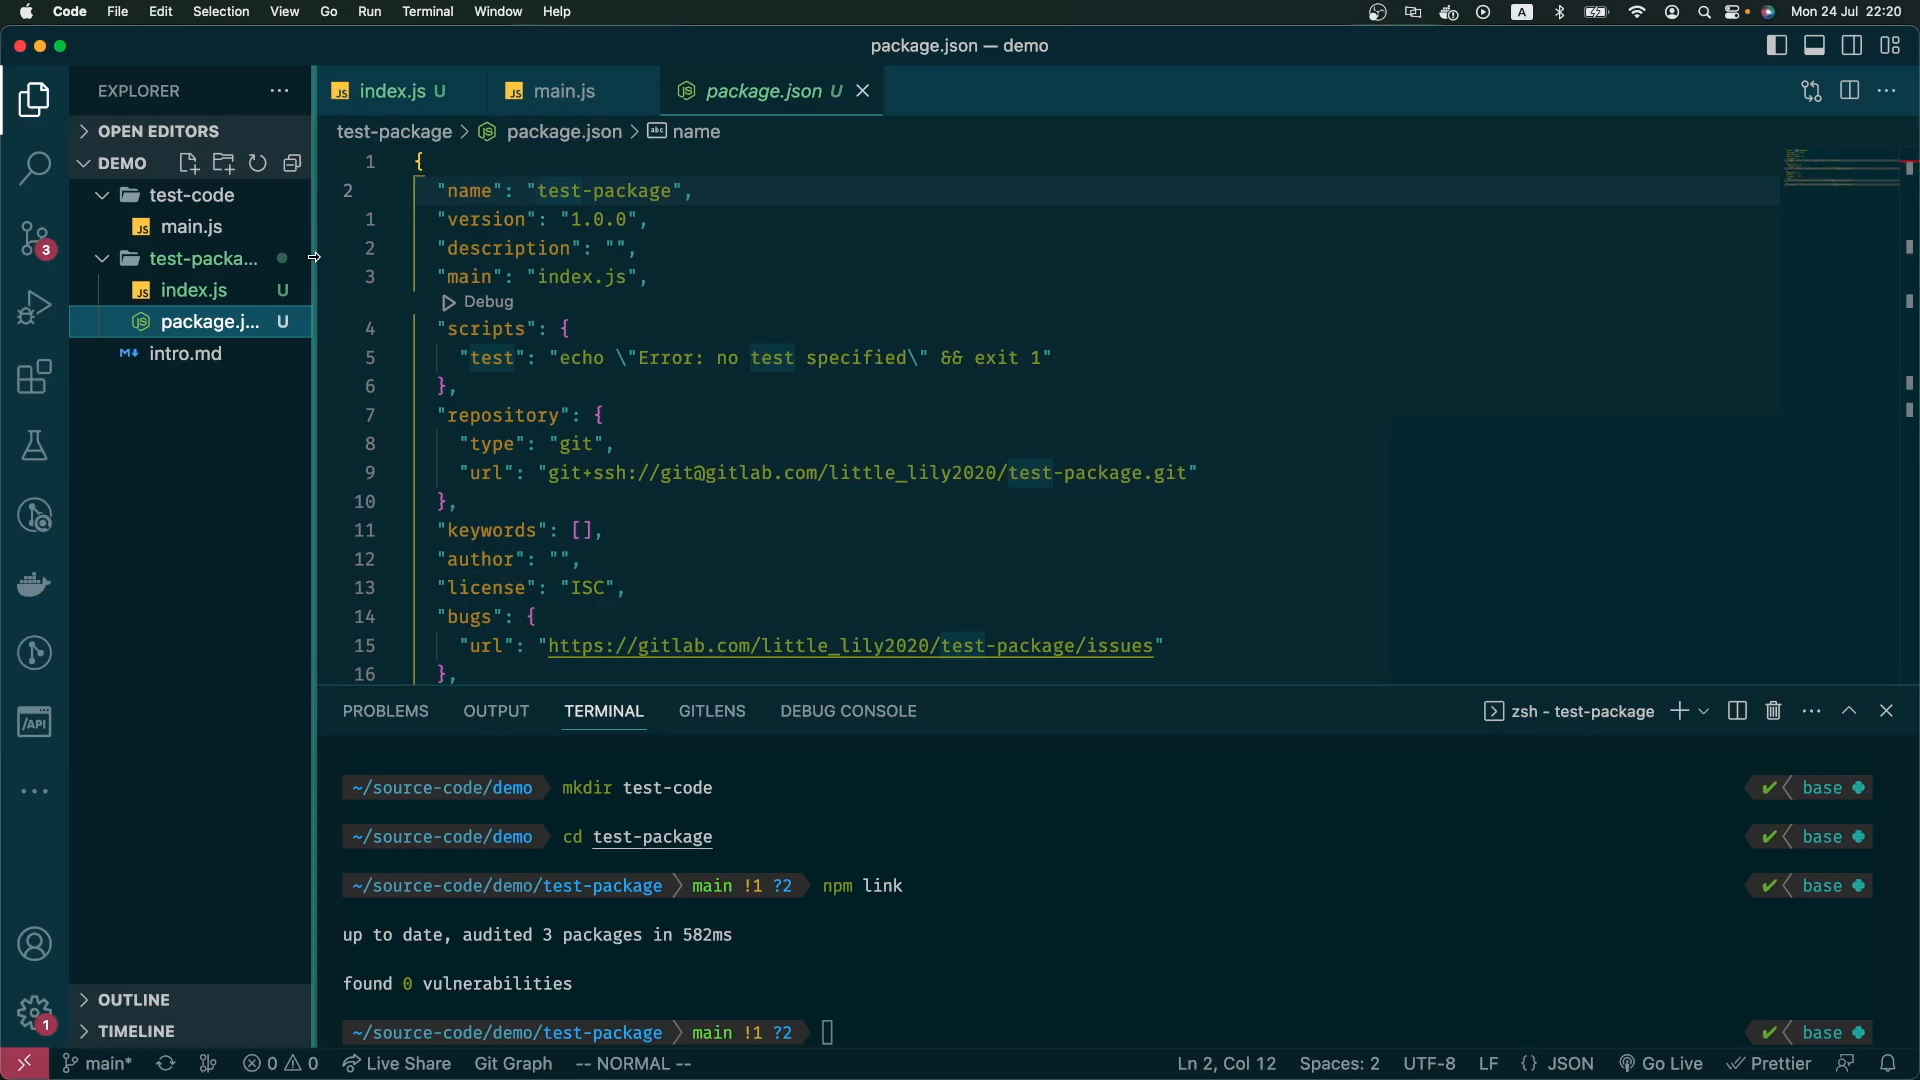 Code File Edit Selection View Go Run Terminal Window Help
A Mon 24 Jul 22:20
package.json — demo
EXPLORER
OPEN EDITORS
DEMO
test-code
JS main.js
test-packa...
JS index.js U
package.j... U
intro.md
OUTLINE
TIMELINE
3
/API
1
JS index.js U
JS main.js
package.json U
test-package > package.json > abc name
1 {
2 "name": "test-package",
1 "version": "1.0.0",
2 "description": "",
3 "main": "index.js",
Debug
4 "scripts": {
5 "test": "echo \"Error: no test specified\" && exit 1"
6 },
7 "repository": {
8 "type": "git",
9 "url": "git+ssh://git@gitlab.com/little_lily2020/test-package.git"
10 },
11 "keywords": [],
12 "author": "",
13 "license": "ISC",
14 "bugs": {
15 "url": "https://gitlab.com/little_lily2020/test-package/issues"
16 },
PROBLEMS OUTPUT TERMINAL GITLENS DEBUG CONSOLE
zsh - test-package
~/source-code/demo mkdir test-code ✔ base
~/source-code/demo cd test-package ✔ base
~/source-code/demo/test-package main !1 ?2 npm link ✔ base
up to date, audited 3 packages in 582ms
found 0 vulnerabilities
~/source-code/demo/test-package main !1 ?2 ✔ base
main* 0 0 Live Share Git Graph -- NORMAL --
Ln 2, Col 12 Spaces: 2 UTF-8 LF {} JSON Go Live Prettier